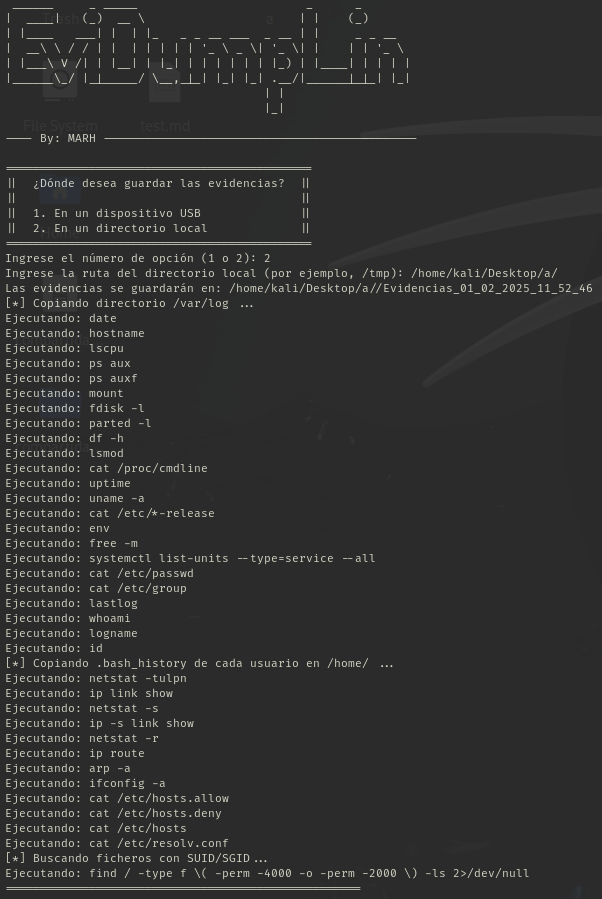 EvIDumpLin
Trash
a
File System
test.md
—— By: MARH ————————————————
¿Dónde desea guardar las evidencias?
1. En un dispositivo USB
2. En un directorio local
Ingrese el número de opción (1 o 2): 2
Ingrese la ruta del directorio local (por ejemplo, /tmp): /home/kali/Desktop/a/
Las evidencias se guardarán en: /home/kali/Desktop/a//Evidencias_01_02_2025_11_52_46
[*] Copiando directorio /var/log ...
Ejecutando: date
Ejecutando: hostname
Ejecutando: lscpu
Ejecutando: ps aux
Ejecutando: ps auxf
Ejecutando: mount
Ejecutando: fdisk -l
Ejecutando: parted -l
Ejecutando: df -h
Ejecutando: lsmod
Ejecutando: cat /proc/cmdline
Ejecutando: uptime
Ejecutando: uname -a
Ejecutando: cat /etc/*-release
Ejecutando: env
Ejecutando: free -m
Ejecutando: systemctl list-units --type=service --all
Ejecutando: cat /etc/passwd
Ejecutando: cat /etc/group
Ejecutando: lastlog
Ejecutando: whoami
Ejecutando: logname
Ejecutando: id
[*] Copiando .bash_history de cada usuario en /home/ ...
Ejecutando: netstat -tulpn
Ejecutando: ip link show
Ejecutando: netstat -s
Ejecutando: ip -s link show
Ejecutando: netstat -r
Ejecutando: ip route
Ejecutando: arp -a
Ejecutando: ifconfig -a
Ejecutando: cat /etc/hosts.allow
Ejecutando: cat /etc/hosts.deny
Ejecutando: cat /etc/hosts
Ejecutando: cat /etc/resolv.conf
[*] Buscando ficheros con SUID/SGID...
Ejecutando: find / -type f \( -perm -4000 -o -perm -2000 \) -ls 2>/dev/null